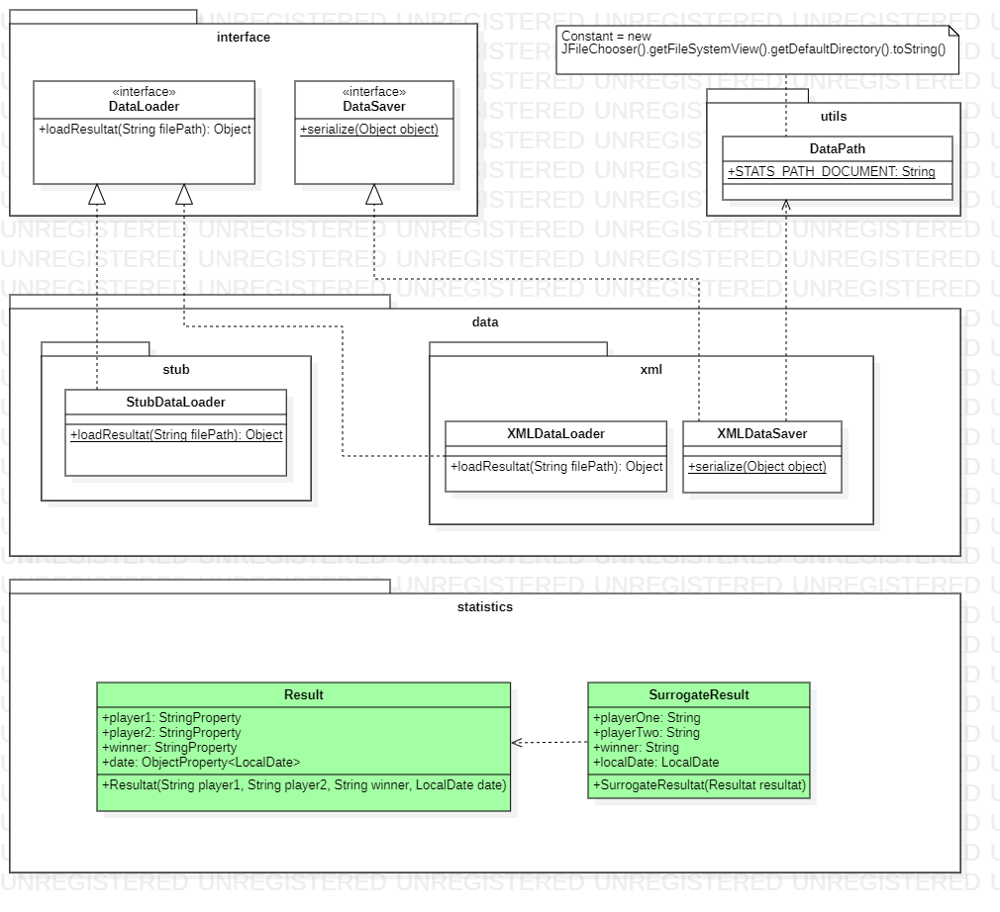 interface
«interface»
DataLoader
+loadResultat(String filePath): Object
«interface»
DataSaver
+serialize(Object object)
Constant = new
JFileChooser().getFileSystemView().getDefaultDirectory().toString()
utils
DataPath
+STATS_PATH_DOCUMENT: String
data
stub
StubDataLoader
+loadResultat(String filePath): Object
xml
XMLDataLoader
+loadResultat(String filePath): Object
XMLDataSaver
+serialize(Object object)
statistics
Result
+player1: StringProperty
+player2: StringProperty
+winner: StringProperty
+date: ObjectProperty<LocalDate>
+Resultat(String player1, String player2, String winner, LocalDate date)
SurrogateResult
+playerOne: String
+playerTwo: String
+winner: String
+localDate: LocalDate
+SurrogateResultat(Resultat resultat)
UNREGISTERED